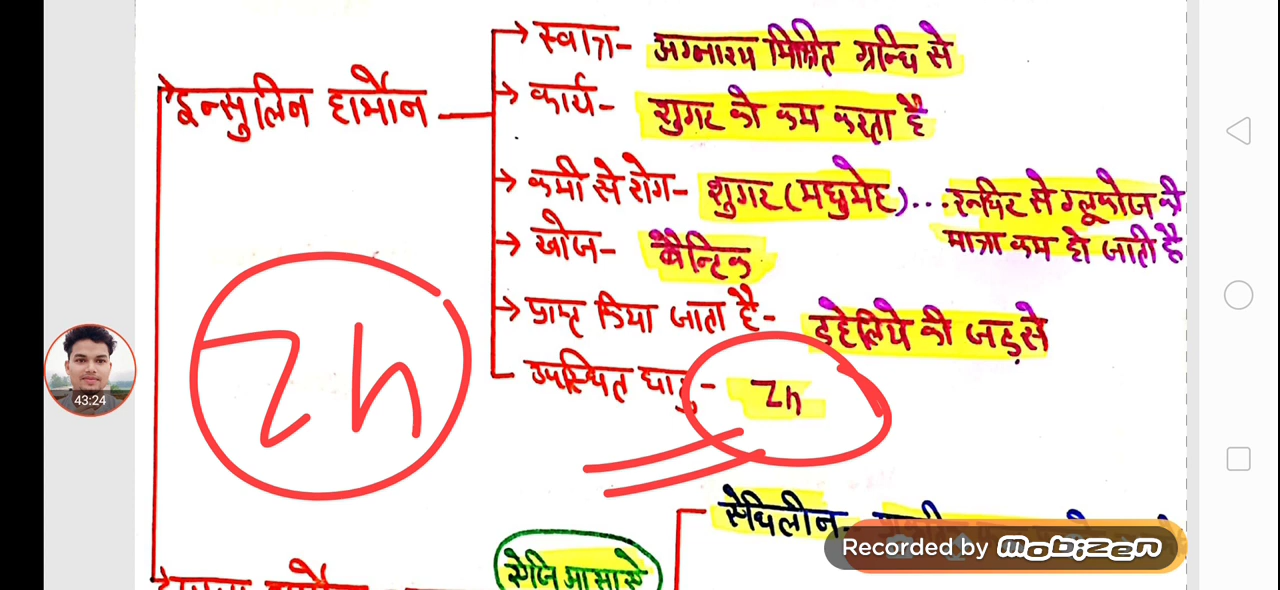 स्त्राव- अग्नाश्य मिश्रित ग्रन्थि से
इन्सुलिन हार्मोन
कार्य- शुगर को कम करता है
कमी से रोग- शुगर (मधुमेह)... रूधिर से ग्लूकोज की
मात्रा कम हो जाती है
खोज- बैन्टिक
प्राप्त किया जाता है- डहेलिये की जड़ से
उपस्थित धातु- Zn
Zn
43:24
Recorded by mobizen